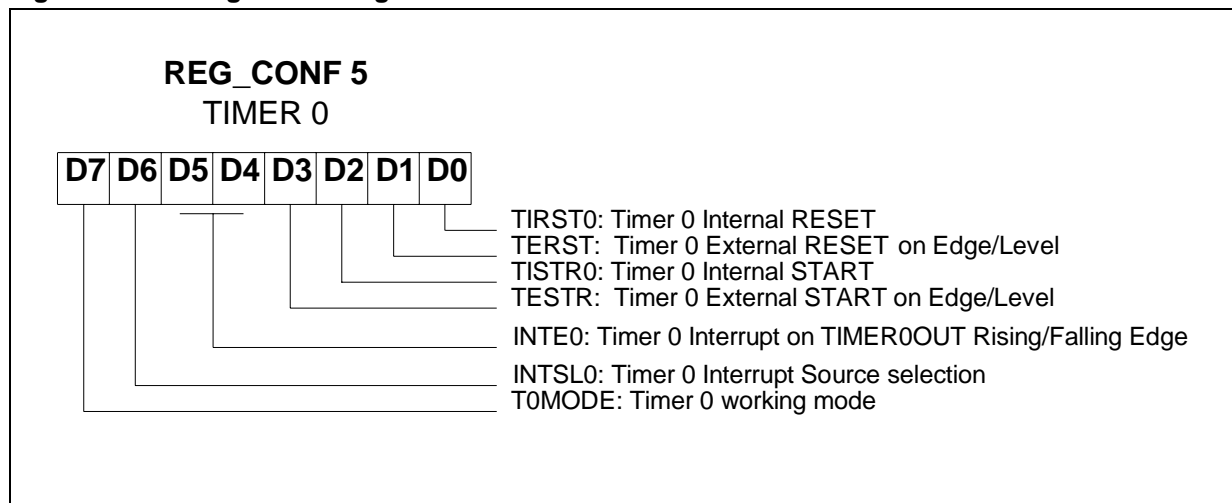 REG_CONF 5
TIMER 0
D7 D6 D5 D4 D3 D2 D1 D0
TIRST0: Timer 0 Internal RESET
TERST: Timer 0 External RESET on Edge/Level
TISTR0: Timer 0 Internal START
TESTR: Timer 0 External START on Edge/Level
INTE0: Timer 0 Interrupt on TIMER0OUT Rising/Falling Edge
INTSL0: Timer 0 Interrupt Source selection
T0MODE: Timer 0 working mode